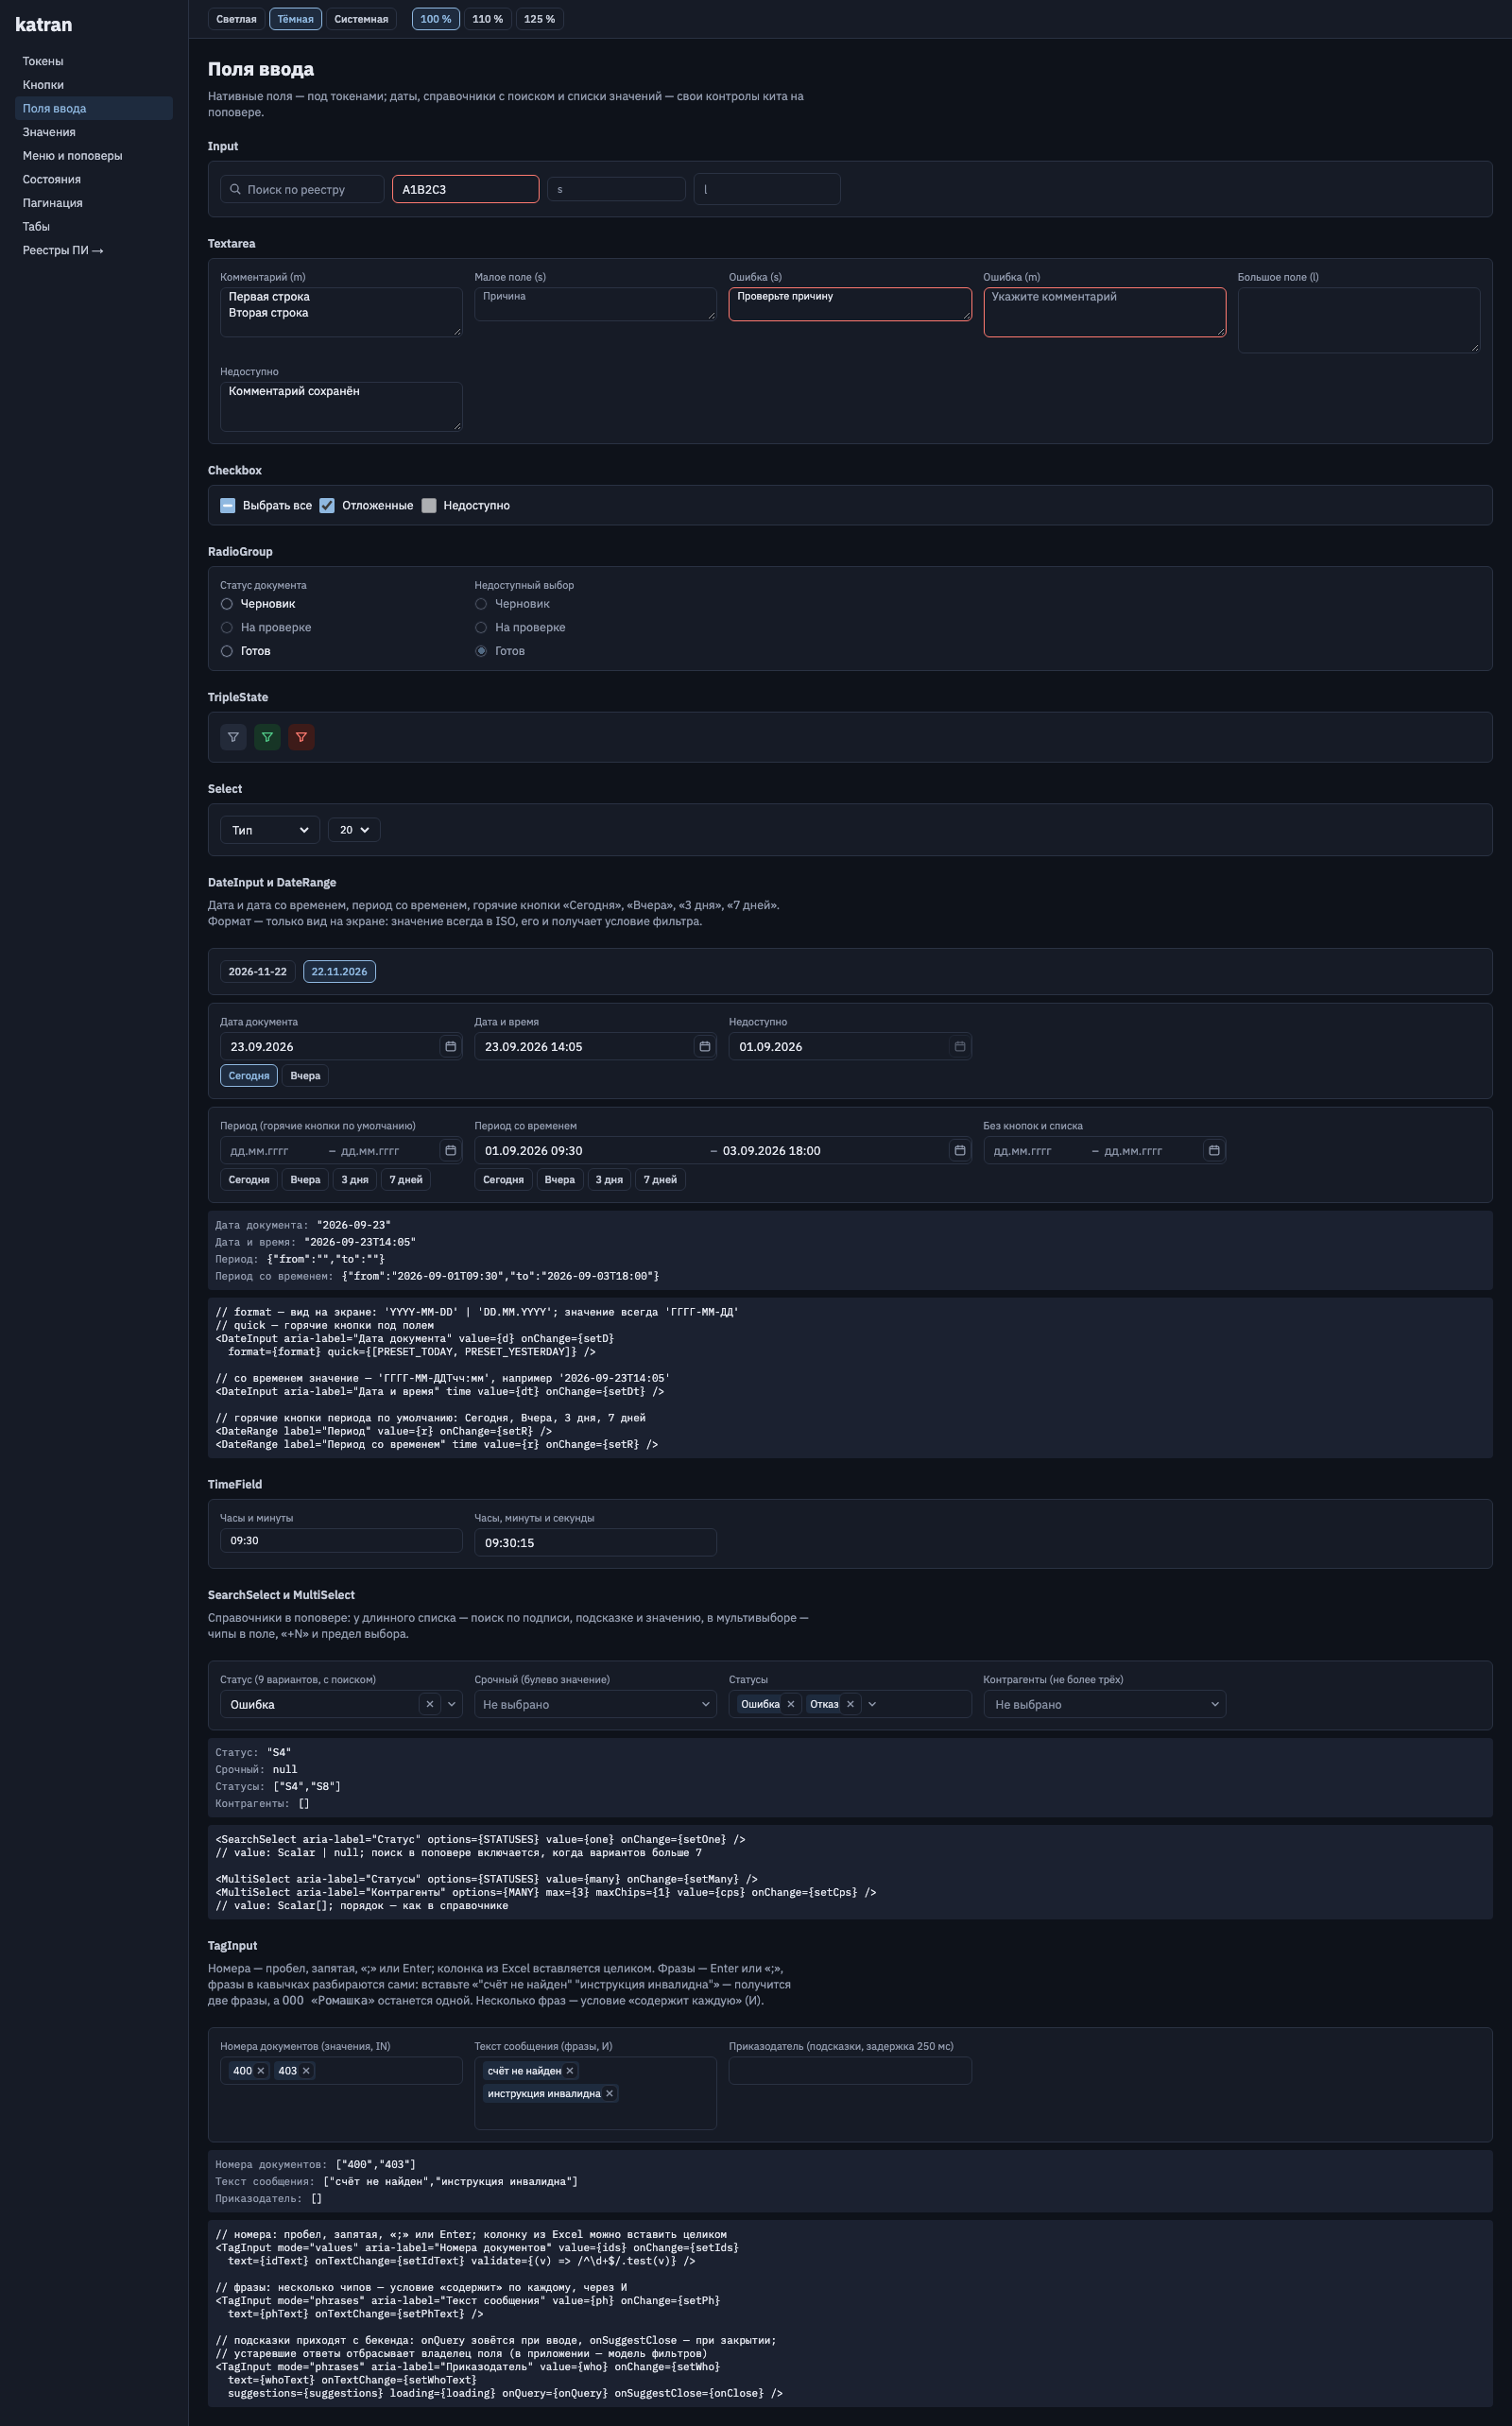 katran
Светлая Тёмная Системная 100 % 110 % 125 %
Токены
Кнопки
Поля ввода
Значения
Меню и поповеры
Состояния
Пагинация
Табы
Реестры ПИ →
Поля ввода
Нативные поля — под токенами; даты, справочники с поиском и списки значений — свои контролы кита на
поповере.
Input
Поиск по реестру A1B2C3 s l
Textarea
Комментарий (m) Малое поле (s) Ошибка (s) Ошибка (m) Большое поле (l)
Первая строка Причина Проверьте причину Укажите комментарий
Вторая строка
Недоступно
Комментарий сохранён
Checkbox
Выбрать все Отложенные Недоступно
RadioGroup
Статус документа Недоступный выбор
Черновик Черновик
На проверке На проверке
Готов Готов
TripleState
Select
Тип 20
DateInput и DateRange
Дата и дата со временем, период со временем, горячие кнопки «Сегодня», «Вчера», «3 дня», «7 дней».
Формат — только вид на экране: значение всегда в ISO, его и получает условие фильтра.
2026-11-22 22.11.2026
Дата документа Дата и время Недоступно
23.09.2026 23.09.2026 14:05 01.09.2026
Сегодня Вчера
Период (горячие кнопки по умолчанию) Период со временем Без кнопок и списка
дд.мм.гггг – дд.мм.гггг 01.09.2026 09:30 – 03.09.2026 18:00 дд.мм.гггг – дд.мм.гггг
Сегодня Вчера 3 дня 7 дней Сегодня Вчера 3 дня 7 дней
Дата документа: "2026-09-23"
Дата и время: "2026-09-23T14:05"
Период: {"from":"","to":""}
Период со временем: {"from":"2026-09-01T09:30","to":"2026-09-03T18:00"}
// format — вид на экране: 'YYYY-MM-DD' | 'DD.MM.YYYY'; значение всегда 'ГГГГ-ММ-ДД'
// quick — горячие кнопки под полем
<DateInput aria-label="Дата документа" value={d} onChange={setD}
format={format} quick={[PRESET_TODAY, PRESET_YESTERDAY]} />
// со временем значение — 'ГГГГ-ММ-ДДTчч:мм', например '2026-09-23T14:05'
<DateInput aria-label="Дата и время" time value={dt} onChange={setDt} />
// горячие кнопки периода по умолчанию: Сегодня, Вчера, 3 дня, 7 дней
<DateRange label="Период" value={r} onChange={setR} />
<DateRange label="Период со временем" time value={r} onChange={setR} />
TimeField
Часы и минуты Часы, минуты и секунды
09:30 09:30:15
SearchSelect и MultiSelect
Справочники в поповере: у длинного списка — поиск по подписи, подсказке и значению, в мультивыборе —
чипы в поле, «+N» и предел выбора.
Статус (9 вариантов, с поиском) Срочный (булево значение) Статусы Контрагенты (не более трёх)
Ошибка Не выбрано Ошибка Отказ Не выбрано
Статус: "S4"
Срочный: null
Статусы: ["S4","S8"]
Контрагенты: []
<SearchSelect aria-label="Статус" options={STATUSES} value={one} onChange={setOne} />
// value: Scalar | null; поиск в поповере включается, когда вариантов больше 7
<MultiSelect aria-label="Статусы" options={STATUSES} value={many} onChange={setMany} />
<MultiSelect aria-label="Контрагенты" options={MANY} max={3} maxChips={1} value={cps} onChange={setCps} />
// value: Scalar[]; порядок — как в справочнике
TagInput
Номера — пробел, запятая, «;» или Enter; колонка из Excel вставляется целиком. Фразы — Enter или «;»,
фразы в кавычках разбираются сами: вставьте «"счёт не найден" "инструкция инвалидна"» — получится
две фразы, а ООО «Ромашка» останется одной. Несколько фраз — условие «содержит каждую» (И).
Номера документов (значения, IN) Текст сообщения (фразы, И) Приказодатель (подсказки, задержка 250 мс)
400 403 счёт не найден
инструкция инвалидна
Номера документов: ["400","403"]
Текст сообщения: ["счёт не найден","инструкция инвалидна"]
Приказодатель: []
// номера: пробел, запятая, «;» или Enter; колонку из Excel можно вставить целиком
<TagInput mode="values" aria-label="Номера документов" value={ids} onChange={setIds}
text={idText} onTextChange={setIdText} validate={(v) => /^\d+$/.test(v)} />
// фразы: несколько чипов — условие «содержит» по каждому, через И
<TagInput mode="phrases" aria-label="Текст сообщения" value={ph} onChange={setPh}
text={phText} onTextChange={setPhText} />
// подсказки приходят с бекенда: onQuery зовётся при вводе, onSuggestClose — при закрытии;
// устаревшие ответы отбрасывает владелец поля (в приложении — модель фильтров)
<TagInput mode="phrases" aria-label="Приказодатель" value={who} onChange={setWho}
text={whoText} onTextChange={setWhoText}
suggestions={suggestions} loading={loading} onQuery={onQuery} onSuggestClose={onClose} />